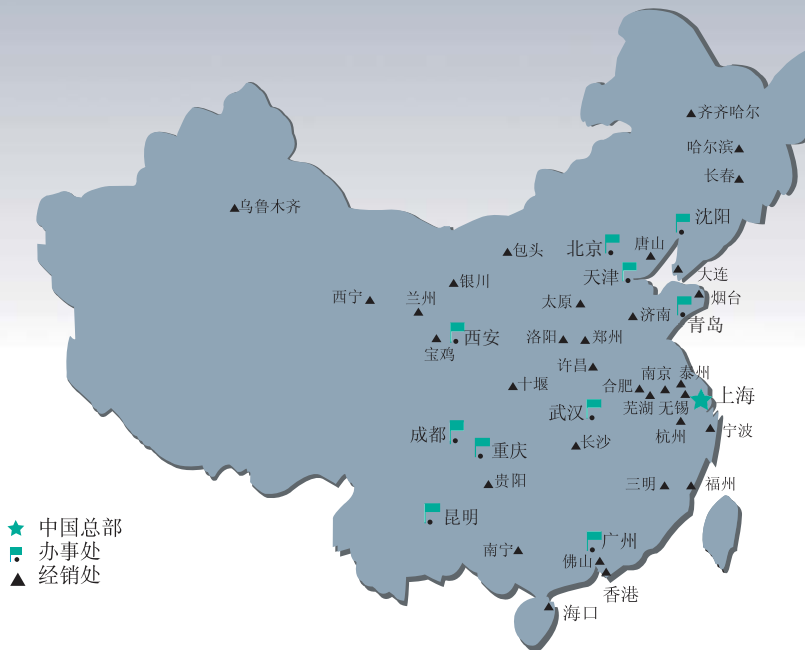 齐齐哈尔
哈尔滨
长春
乌鲁木齐
沈阳
包头
北京
唐山
天津
大连
银川
西宁
兰州
太原
烟台
济南
青岛
西安
宝鸡
洛阳
郑州
许昌
十堰
合肥
南京
泰州
上海
芜湖
无锡
武汉
杭州
宁波
成都
重庆
长沙
贵阳
三明
福州
昆明
南宁
广州
佛山
香港
海口
中国总部
办事处
经销处